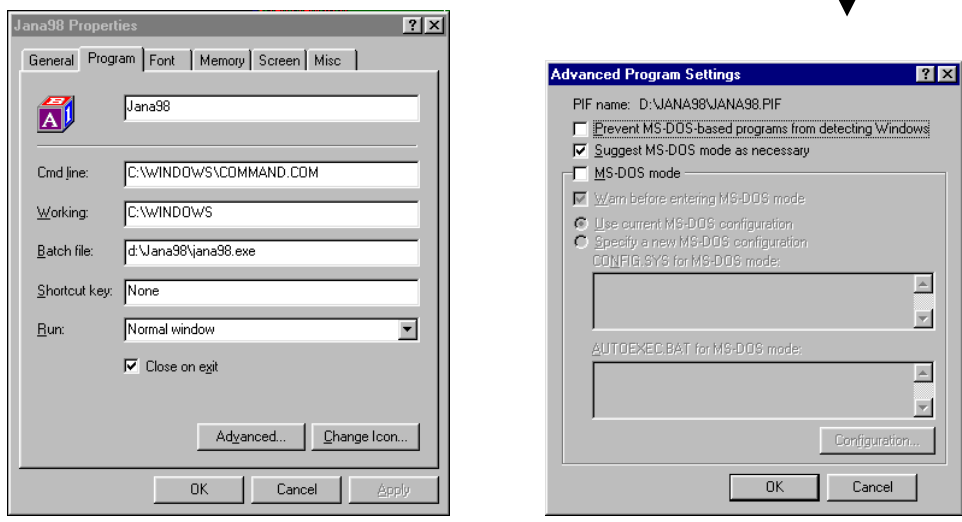 Jana98 Properties
General Program Font Memory Screen Misc
Jana98
Cmd line: C:\WINDOWS\COMMAND.COM
Working: C:\WINDOWS
Batch file: d:\Jana98\jana98.exe
Shortcut key: None
Run: Normal window
Close on exit
Advanced... Change Icon...
OK Cancel Apply
Advanced Program Settings
PIF name: D:\JANA98\JANA98.PIF
Prevent MS-DOS-based programs from detecting Windows
Suggest MS-DOS mode as necessary
MS-DOS mode
Warn before entering MS-DOS mode
Use current MS-DOS configuration
Specify a new MS-DOS configuration
CONFIG.SYS for MS-DOS mode:
AUTOEXEC.BAT for MS-DOS mode:
Configuration...
OK Cancel